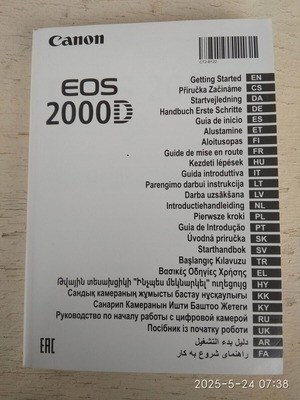 Canon
CT2-B122
EOS
2000D
Getting Started EN
Příručka Začínáme CS
Startvejledning DA
Handbuch Erste Schritte DE
Guía de inicio ES
Alustamine ET
Aloitusopas FI
Guide de mise en route FR
Kezdeti lépések HU
Guida introduttiva IT
Parengimo darbui instrukcija LT
Darba uzsākšana LV
Introductiehandleiding NL
Pierwsze kroki PL
Guia de Introdução PT
Úvodná príručka SK
Starthandbok SV
Başlangıç Kılavuzu TR
Βασικές Οδηγίες Χρήσης EL
Թվային տեսախցիկի "Ինչպես մեկնարկել" ուղեցույց HY
Сандық камераның жұмысты бастау нұсқаулығы KK
Санарип Камеранын Ишти Баштоо Жетеги KY
Руководство по началу работы с цифровой камерой RU
Посібник із початку роботи UK
دليل بدء التشغيل AR
راهنمای شروع به کار FA
EAC
2025-5-24 07:38